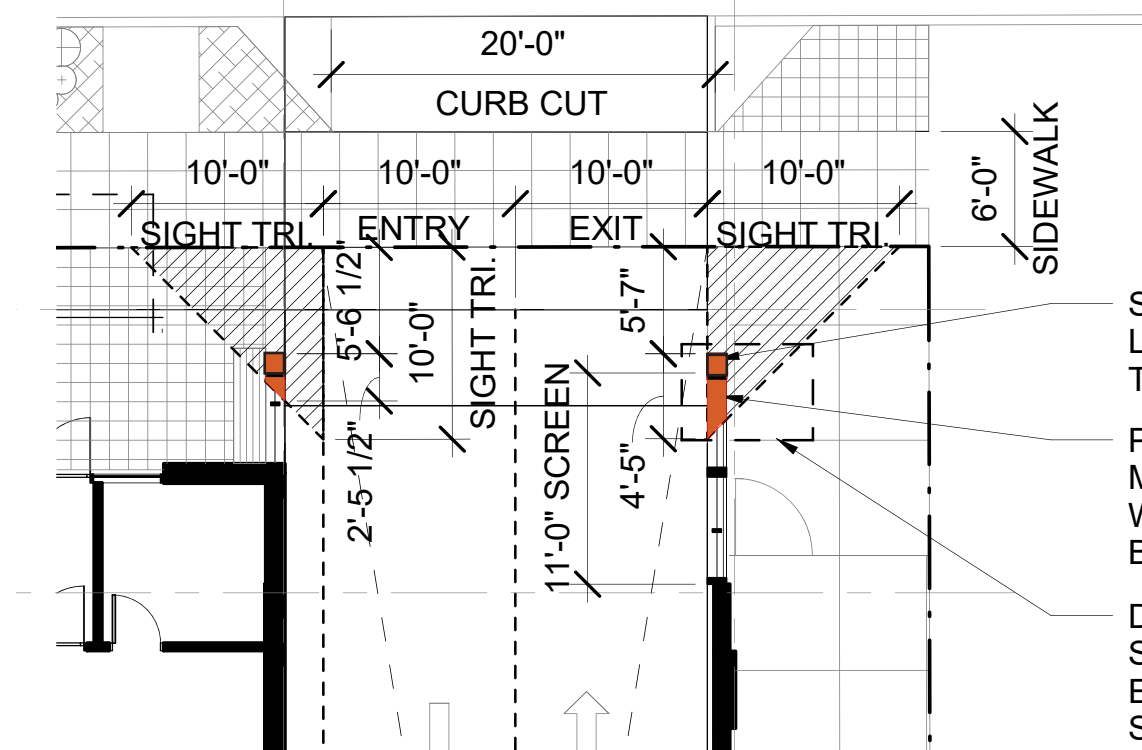 20'-0"
CURB CUT
10'-0" 10'-0" 10'-0" 10'-0"
SIGHT TRI. ENTRY EXIT SIGHT TRI.
6'-0"
SIDEWALK
5'-6 1/2"
10'-0"
SIGHT TRI.
5'-7"
2'-5 1/2"
11'-0" SCREEN
4'-5"
S
L
T
F
M
W
E
D
S
E
S